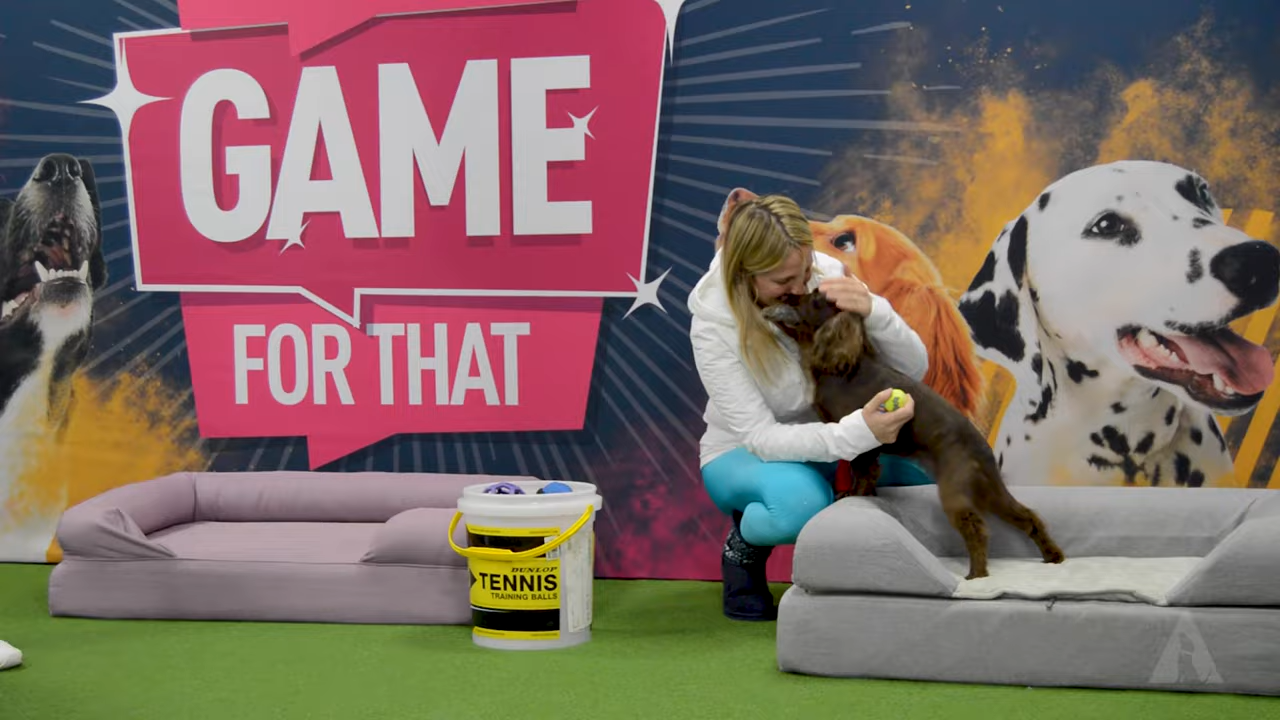 GAME
FOR THAT
DUNLOP
TENNIS
TRAINING BALLS